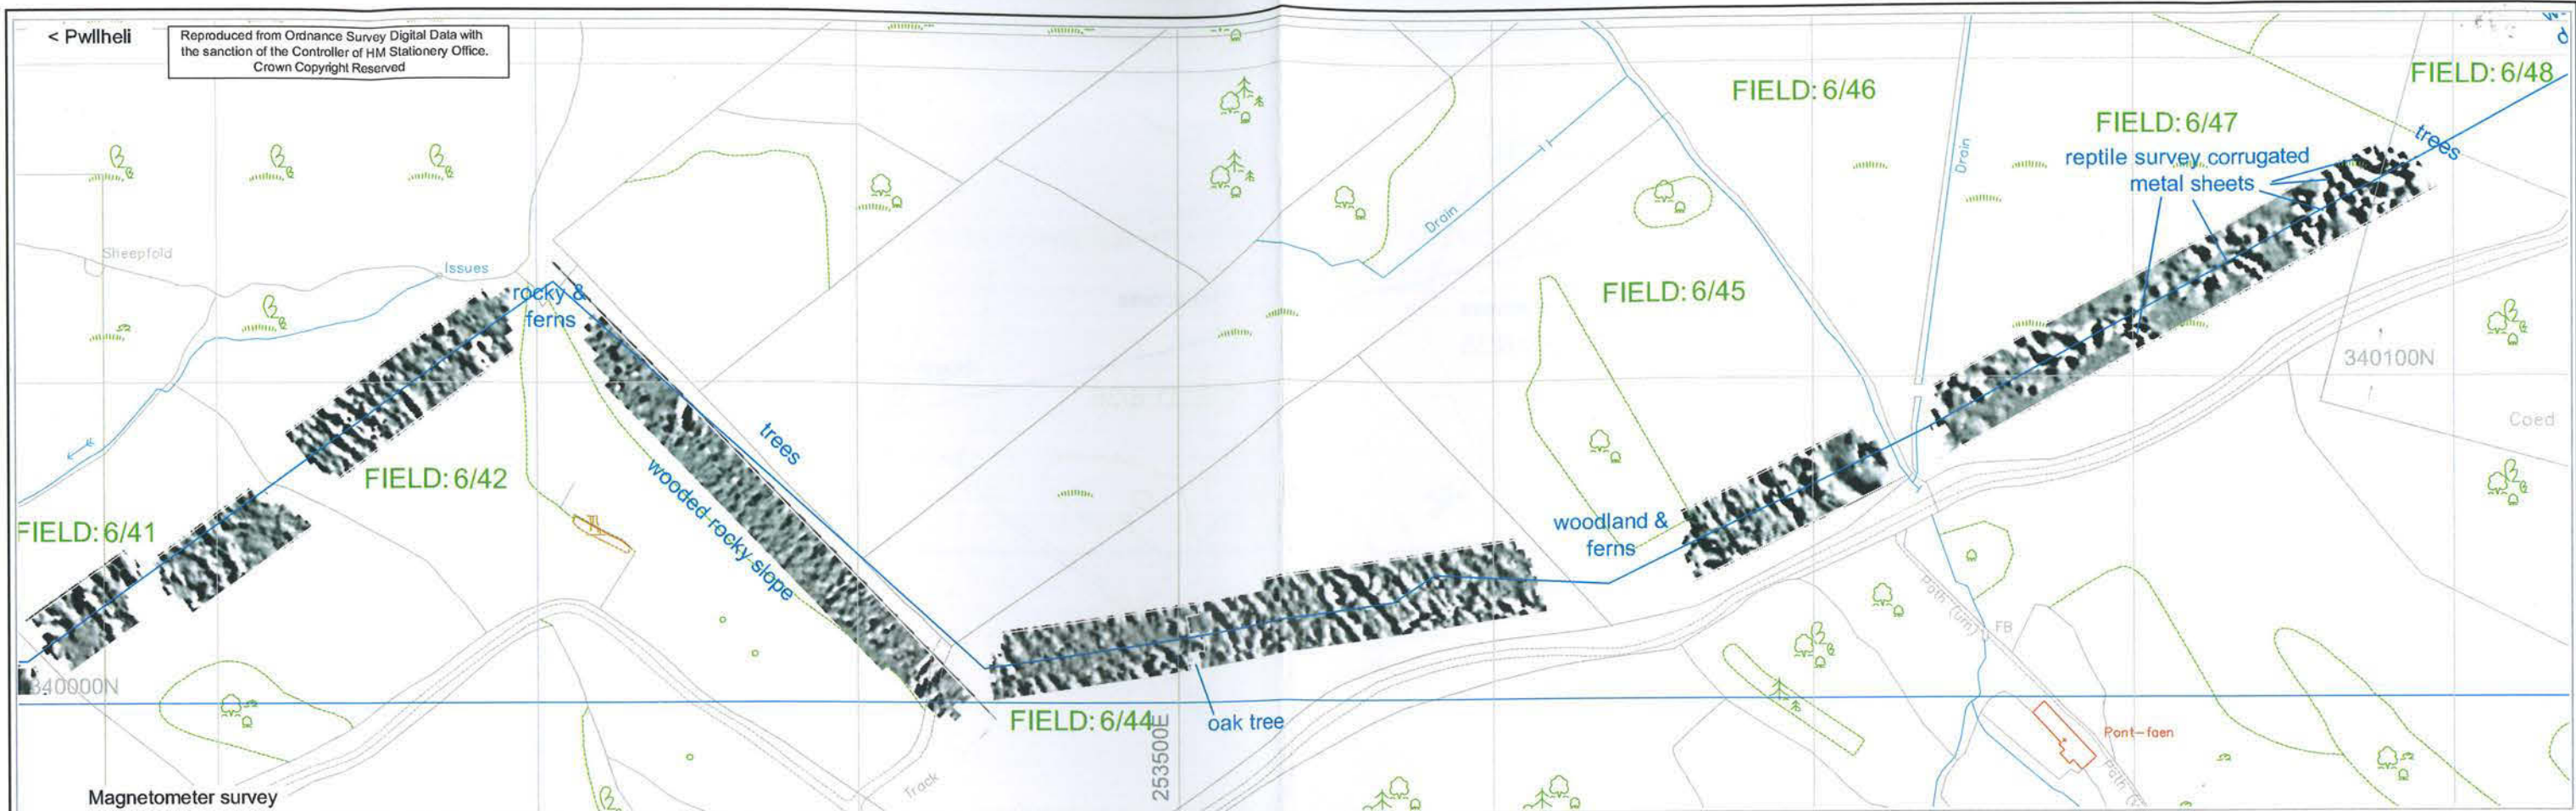 < Pwllheli
Reproduced from Ordnance Survey Digital Data with
the sanction of the Controller of HM Stationery Office.
Crown Copyright Reserved
FIELD: 6/46
FIELD: 6/48
FIELD: 6/47
trees
reptile survey corrugated
metal sheets
Drain
Drain
Sheepfold
Issues
rocky &
ferns
FIELD: 6/45
340100N
Coed
trees
FIELD: 6/42
wooded rocky slope
FIELD: 6/41
woodland &
ferns
Path (um)
FB
340000N
FIELD: 6/44
253500E
oak tree
Pont-faen
Track
Path
Magnetometer survey